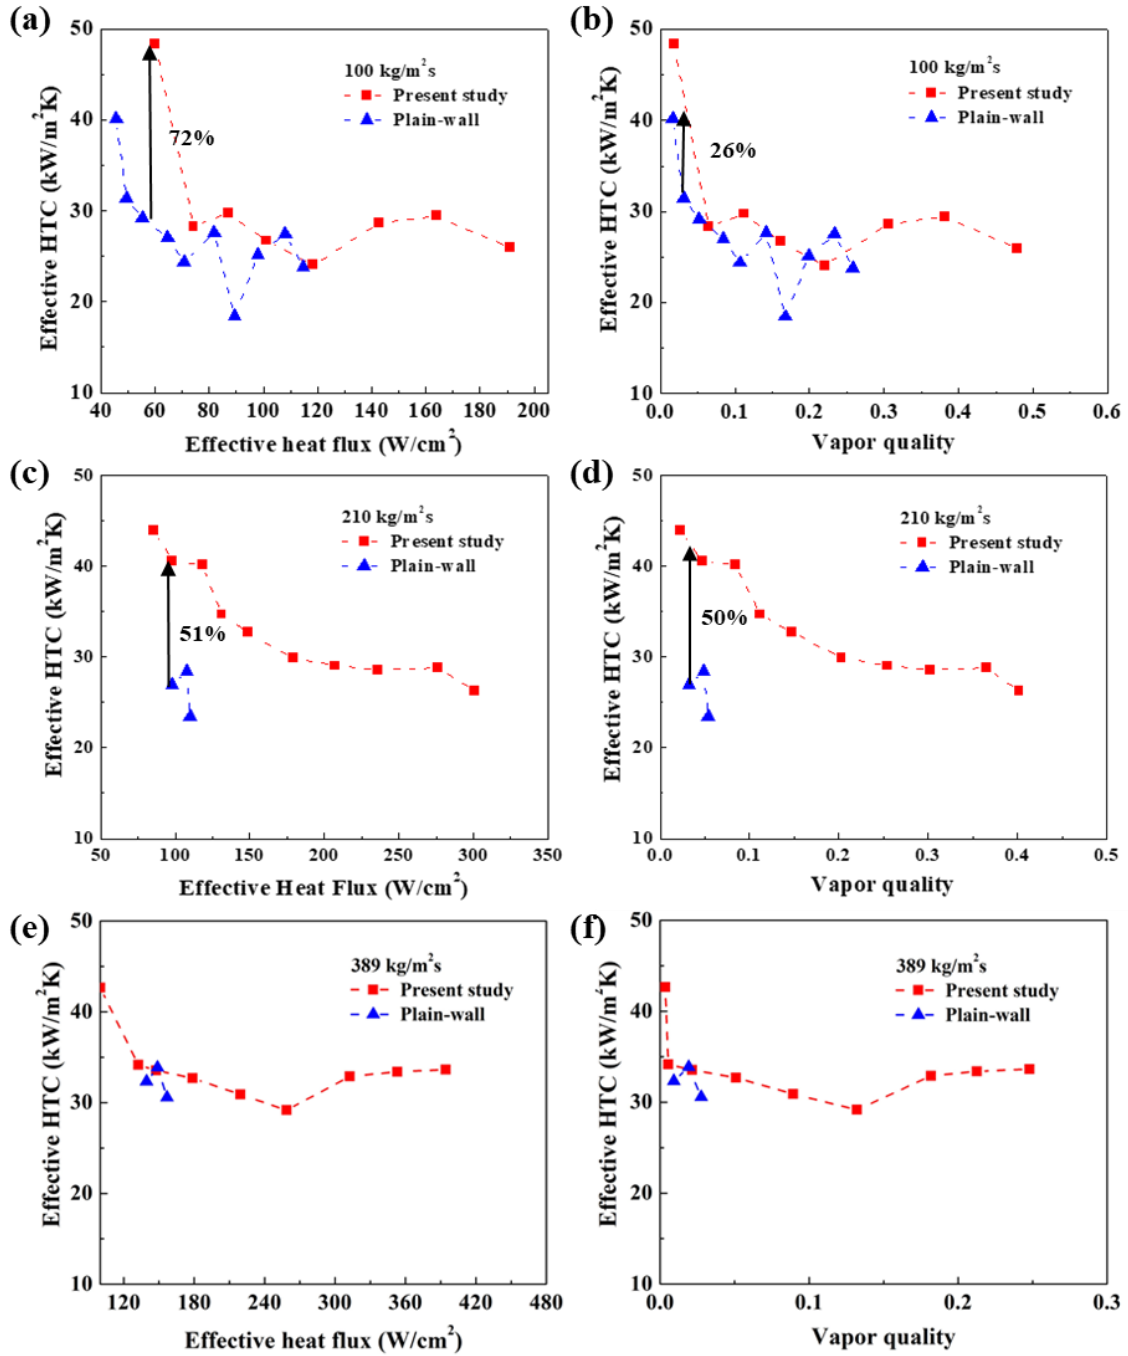 (a)
50
40
30
20
10
Effective HTC (kW/m²K)
100 kg/m²s
Present study
Plain-wall
72%
40 60 80 100 120 140 160 180 200
Effective heat flux (W/cm²)
(b)
50
40
30
20
10
Effective HTC (kW/m²K)
100 kg/m²s
Present study
Plain-wall
26%
0.0 0.1 0.2 0.3 0.4 0.5 0.6
Vapor quality
(c)
50
40
30
20
10
Effective HTC (kW/m²K)
210 kg/m²s
Present study
Plain-wall
51%
50 100 150 200 250 300 350
Effective Heat Flux (W/cm²)
(d)
50
40
30
20
10
Effective HTC (kW/m²K)
210 kg/m²s
Present study
Plain-wall
50%
0.0 0.1 0.2 0.3 0.4 0.5
Vapor quality
(e)
50
40
30
20
10
Effective HTC (kW/m²K)
389 kg/m²s
Present study
Plain-wall
120 180 240 300 360 420 480
Effective heat flux (W/cm²)
(f)
50
40
30
20
10
Effective HTC (kW/m²K)
389 kg/m²s
Present study
Plain-wall
0.0 0.1 0.2 0.3
Vapor quality